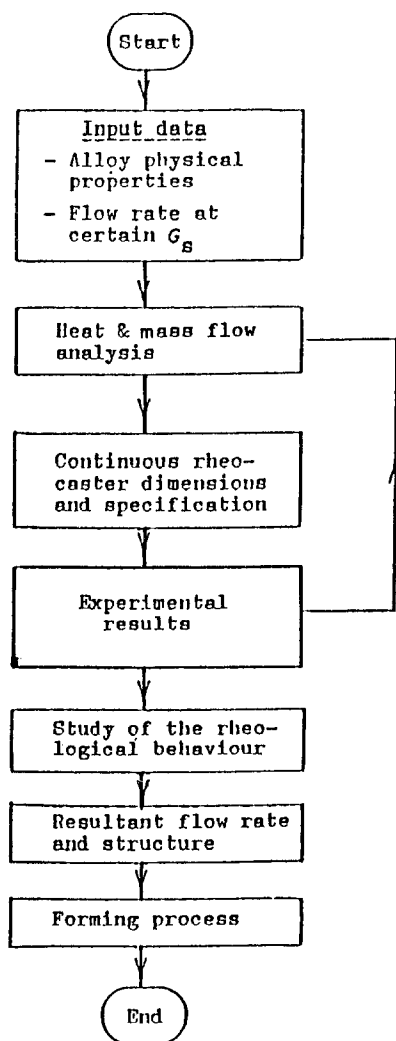 Start
Input data
- Alloy physical
properties
- Flow rate at
certain Gs
Heat & mass flow
analysis
Continuous rheo-
caster dimensions
and specification
Experimental
results
Study of the rheo-
logical behaviour
Resultant flow rate
and structure
Forming process
End